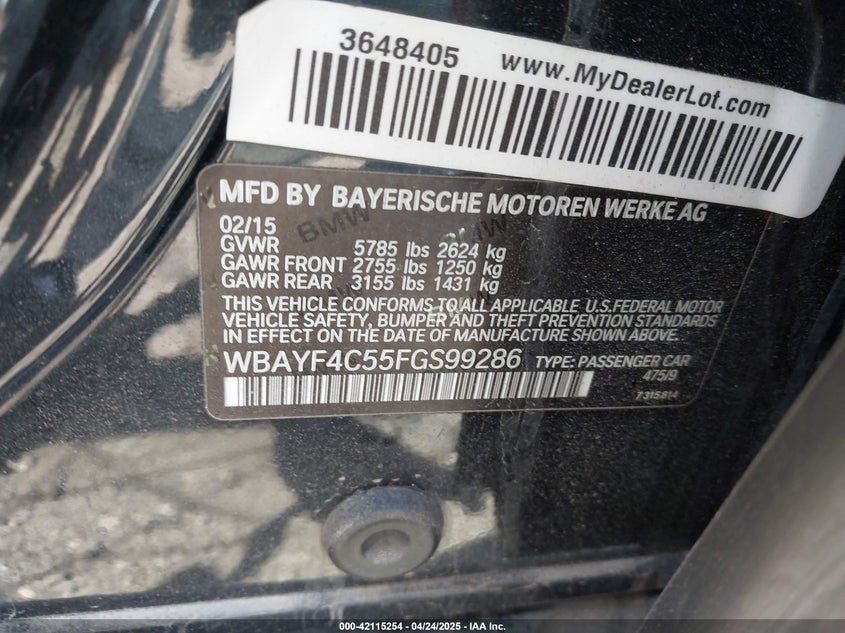 3648405 www.MyDealerLot.com
MFD BY BAYERISCHE MOTOREN WERKE AG
02/15
GVWR 5785 lbs 2624 kg
GAWR FRONT 2755 lbs 1250 kg
GAWR REAR 3155 lbs 1431 kg
THIS VEHICLE CONFORMS TO ALL APPLICABLE U.S.FEDERAL MOTOR
VEHICLE SAFETY, BUMPER AND THEFT PREVENTION STANDARDS
IN EFFECT ON THE DATE OF MANUFACTURE SHOWN ABOVE.
WBAYF4C55FGS99286 TYPE: PASSENGER CAR
475/9
7315814
BMW
BMW
000-42115254 - 04/24/2025 - © IAA Inc.